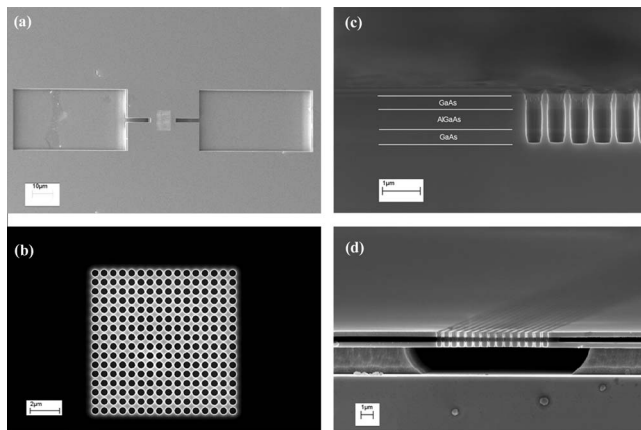 (a)
10μm
(c)
GaAs
AlGaAs
GaAs
1μm
(b)
2μm
(d)
1μm